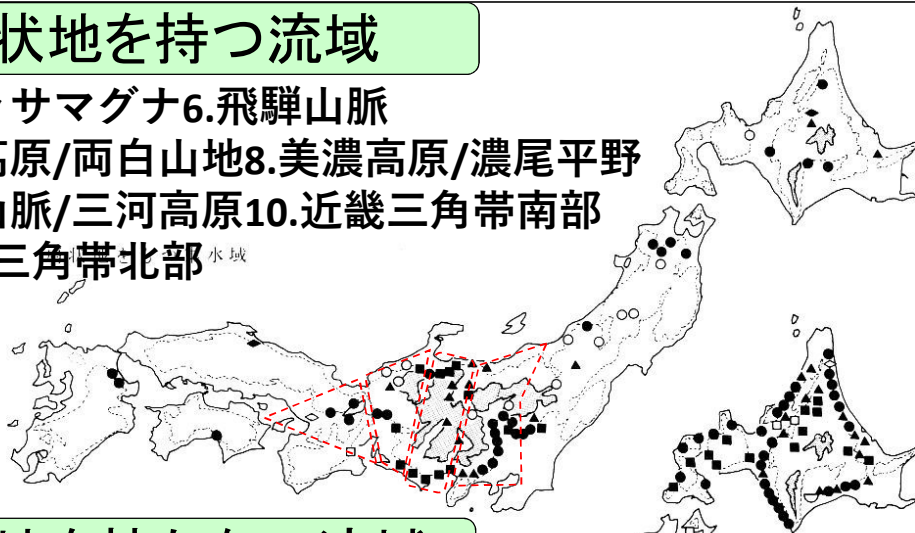 状地を持つ流域
サマグナ6.飛騨山脈
高原/両白山地8.美濃高原/濃尾平野
山脈/三河高原10.近畿三角帯南部
三角帯北部
水域